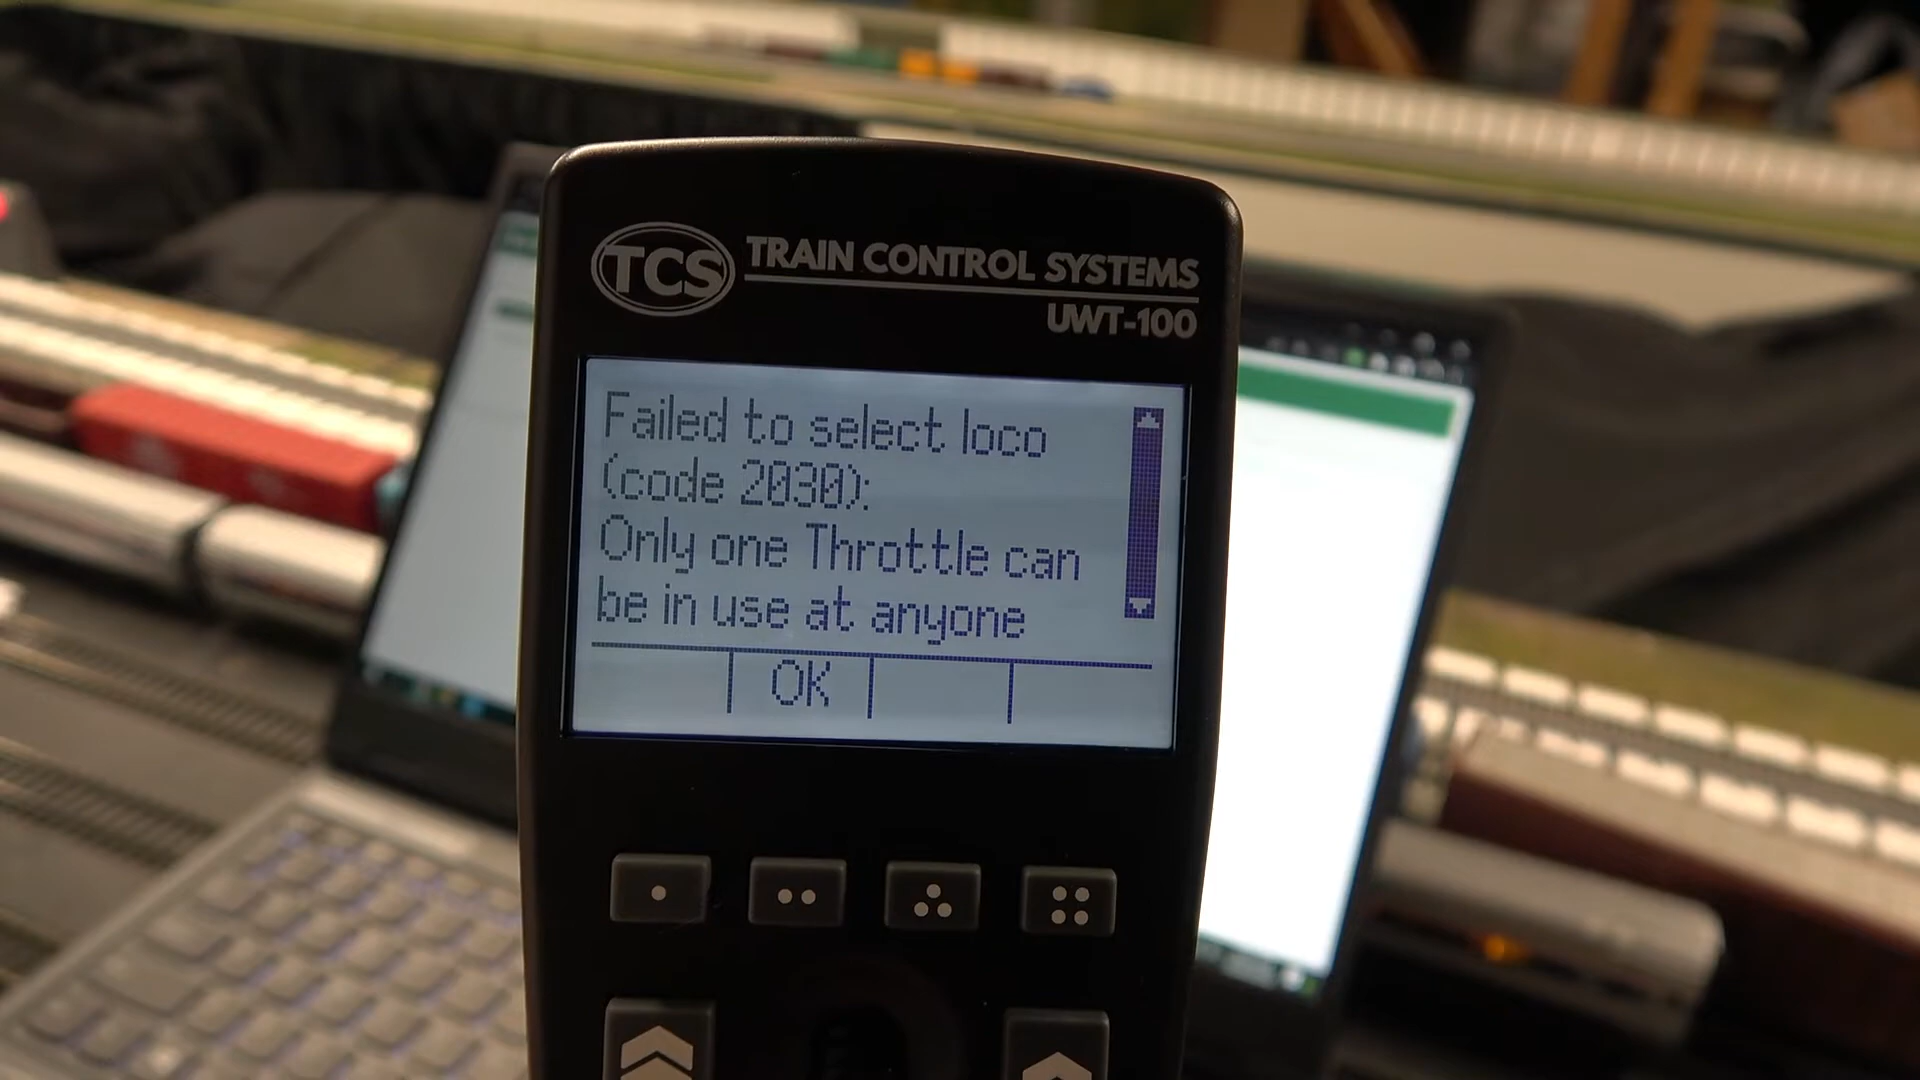 TCS TRAIN CONTROL SYSTEMS
UWT-100
Failed to select loco
(code 2030):
Only one Throttle can
be in use at anyone
OK